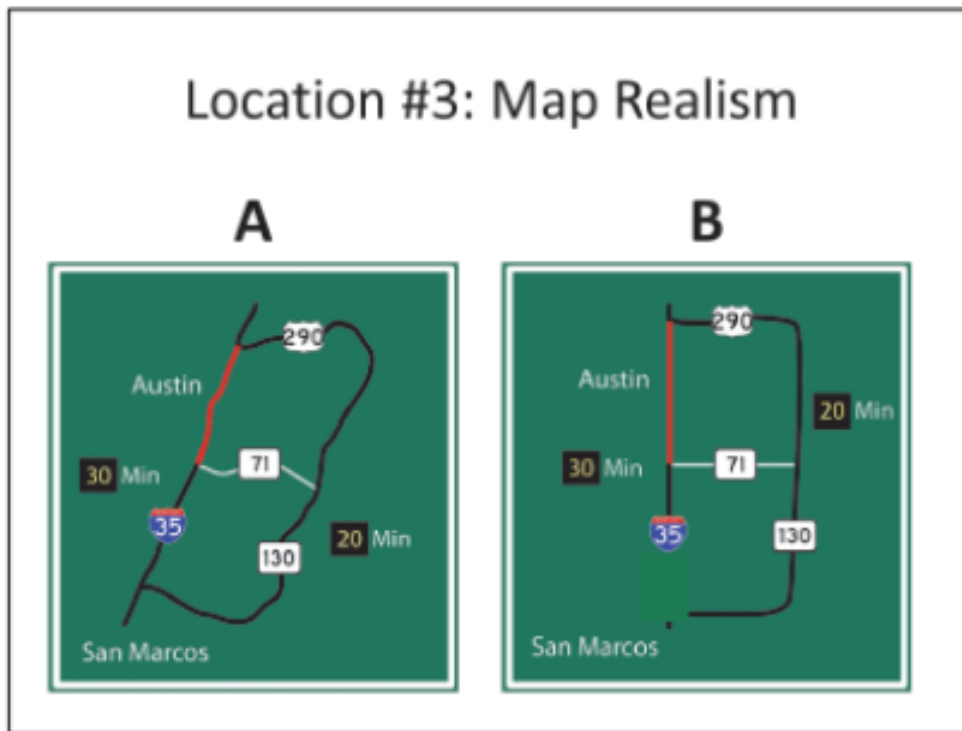 Location #3: Map Realism
A
B
290
Austin
71
30 Min
35
20 Min
130
San Marcos
290
Austin
20 Min
30 Min
71
35
130
San Marcos